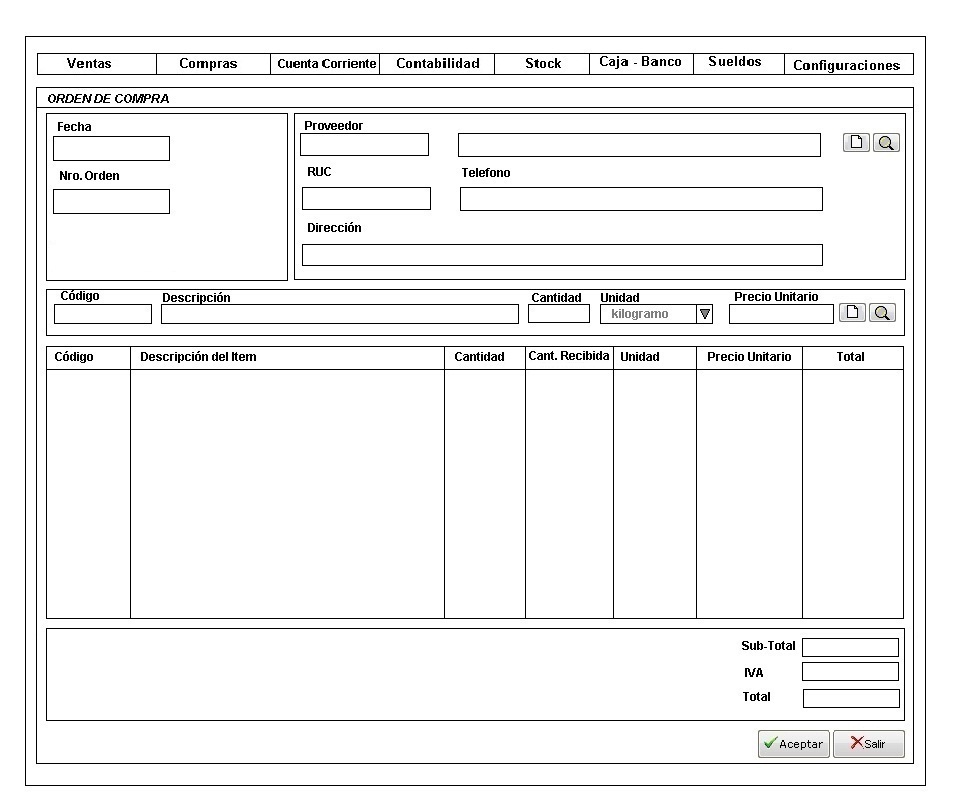 Ventas Compras Cuenta Corriente Contabilidad Stock Caja - Banco Sueldos Configuraciones
ORDEN DE COMPRA
Fecha
Nro. Orden
Proveedor
RUC Telefono
Dirección
Código Descripción Cantidad Unidad Precio Unitario
kilogramo
Código Descripción del Item Cantidad Cant. Recibida Unidad Precio Unitario Total
Sub-Total
IVA
Total
Aceptar Salir